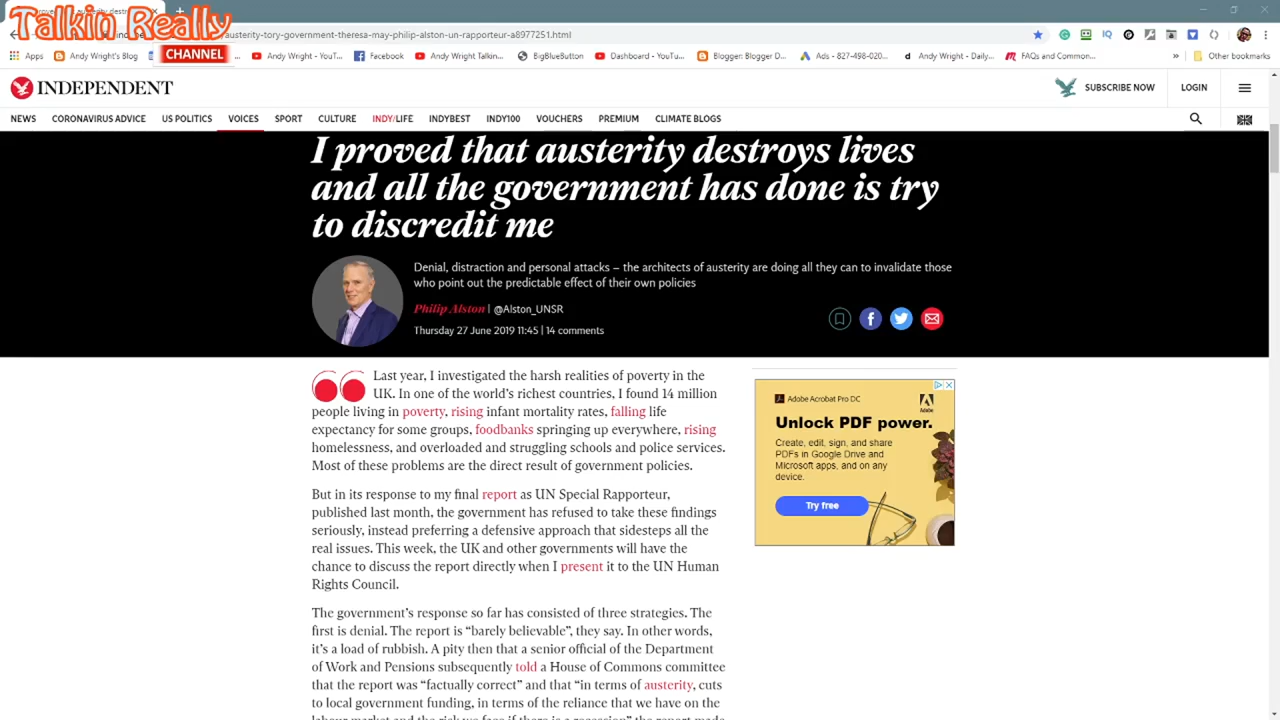 Talkin Really
CHANNEL
austerity-tory-government-theresa-may-philip-alston-un-rapporteur-a8977251.html
Apps
Andy Wright's Blog
Andy Wright - YouT...
Facebook
Andy Wright Talkin...
BigBlueButton
Dashboard - YouTu...
Blogger: Blogger D...
Ads - 827-498-020...
Andy Wright - Daily...
FAQs and Common...
»
Other bookmarks
INDEPENDENT
SUBSCRIBE NOW
LOGIN
NEWS CORONAVIRUS ADVICE US POLITICS VOICES SPORT CULTURE INDY/LIFE INDYBEST INDY100 VOUCHERS PREMIUM CLIMATE BLOGS
I proved that austerity destroys lives
and all the government has done is try
to discredit me
Denial, distraction and personal attacks – the architects of austerity are doing all they can to invalidate those
who point out the predictable effect of their own policies
Philip Alston | @Alston_UNSR
Thursday 27 June 2019 11:45 | 14 comments
Last year, I investigated the harsh realities of poverty in the
UK. In one of the world's richest countries, I found 14 million
people living in poverty, rising infant mortality rates, falling life
expectancy for some groups, foodbanks springing up everywhere, rising
homelessness, and overloaded and struggling schools and police services.
Most of these problems are the direct result of government policies.
But in its response to my final report as UN Special Rapporteur,
published last month, the government has refused to take these findings
seriously, instead preferring a defensive approach that sidesteps all the
real issues. This week, the UK and other governments will have the
chance to discuss the report directly when I present it to the UN Human
Rights Council.
The government's response so far has consisted of three strategies. The
first is denial. The report is “barely believable”, they say. In other words,
it's a load of rubbish. A pity then that a senior official of the Department
of Work and Pensions subsequently told a House of Commons committee
that the report was “factually correct” and that “in terms of austerity, cuts
to local government funding, in terms of the reliance that we have on the
labour market and the risk we face if there is a recession” the report made
Adobe Acrobat Pro DC
Adobe
Unlock PDF power.
Create, edit, sign, and share
PDFs in Google Drive and
Microsoft apps, and on any
device.
Try free